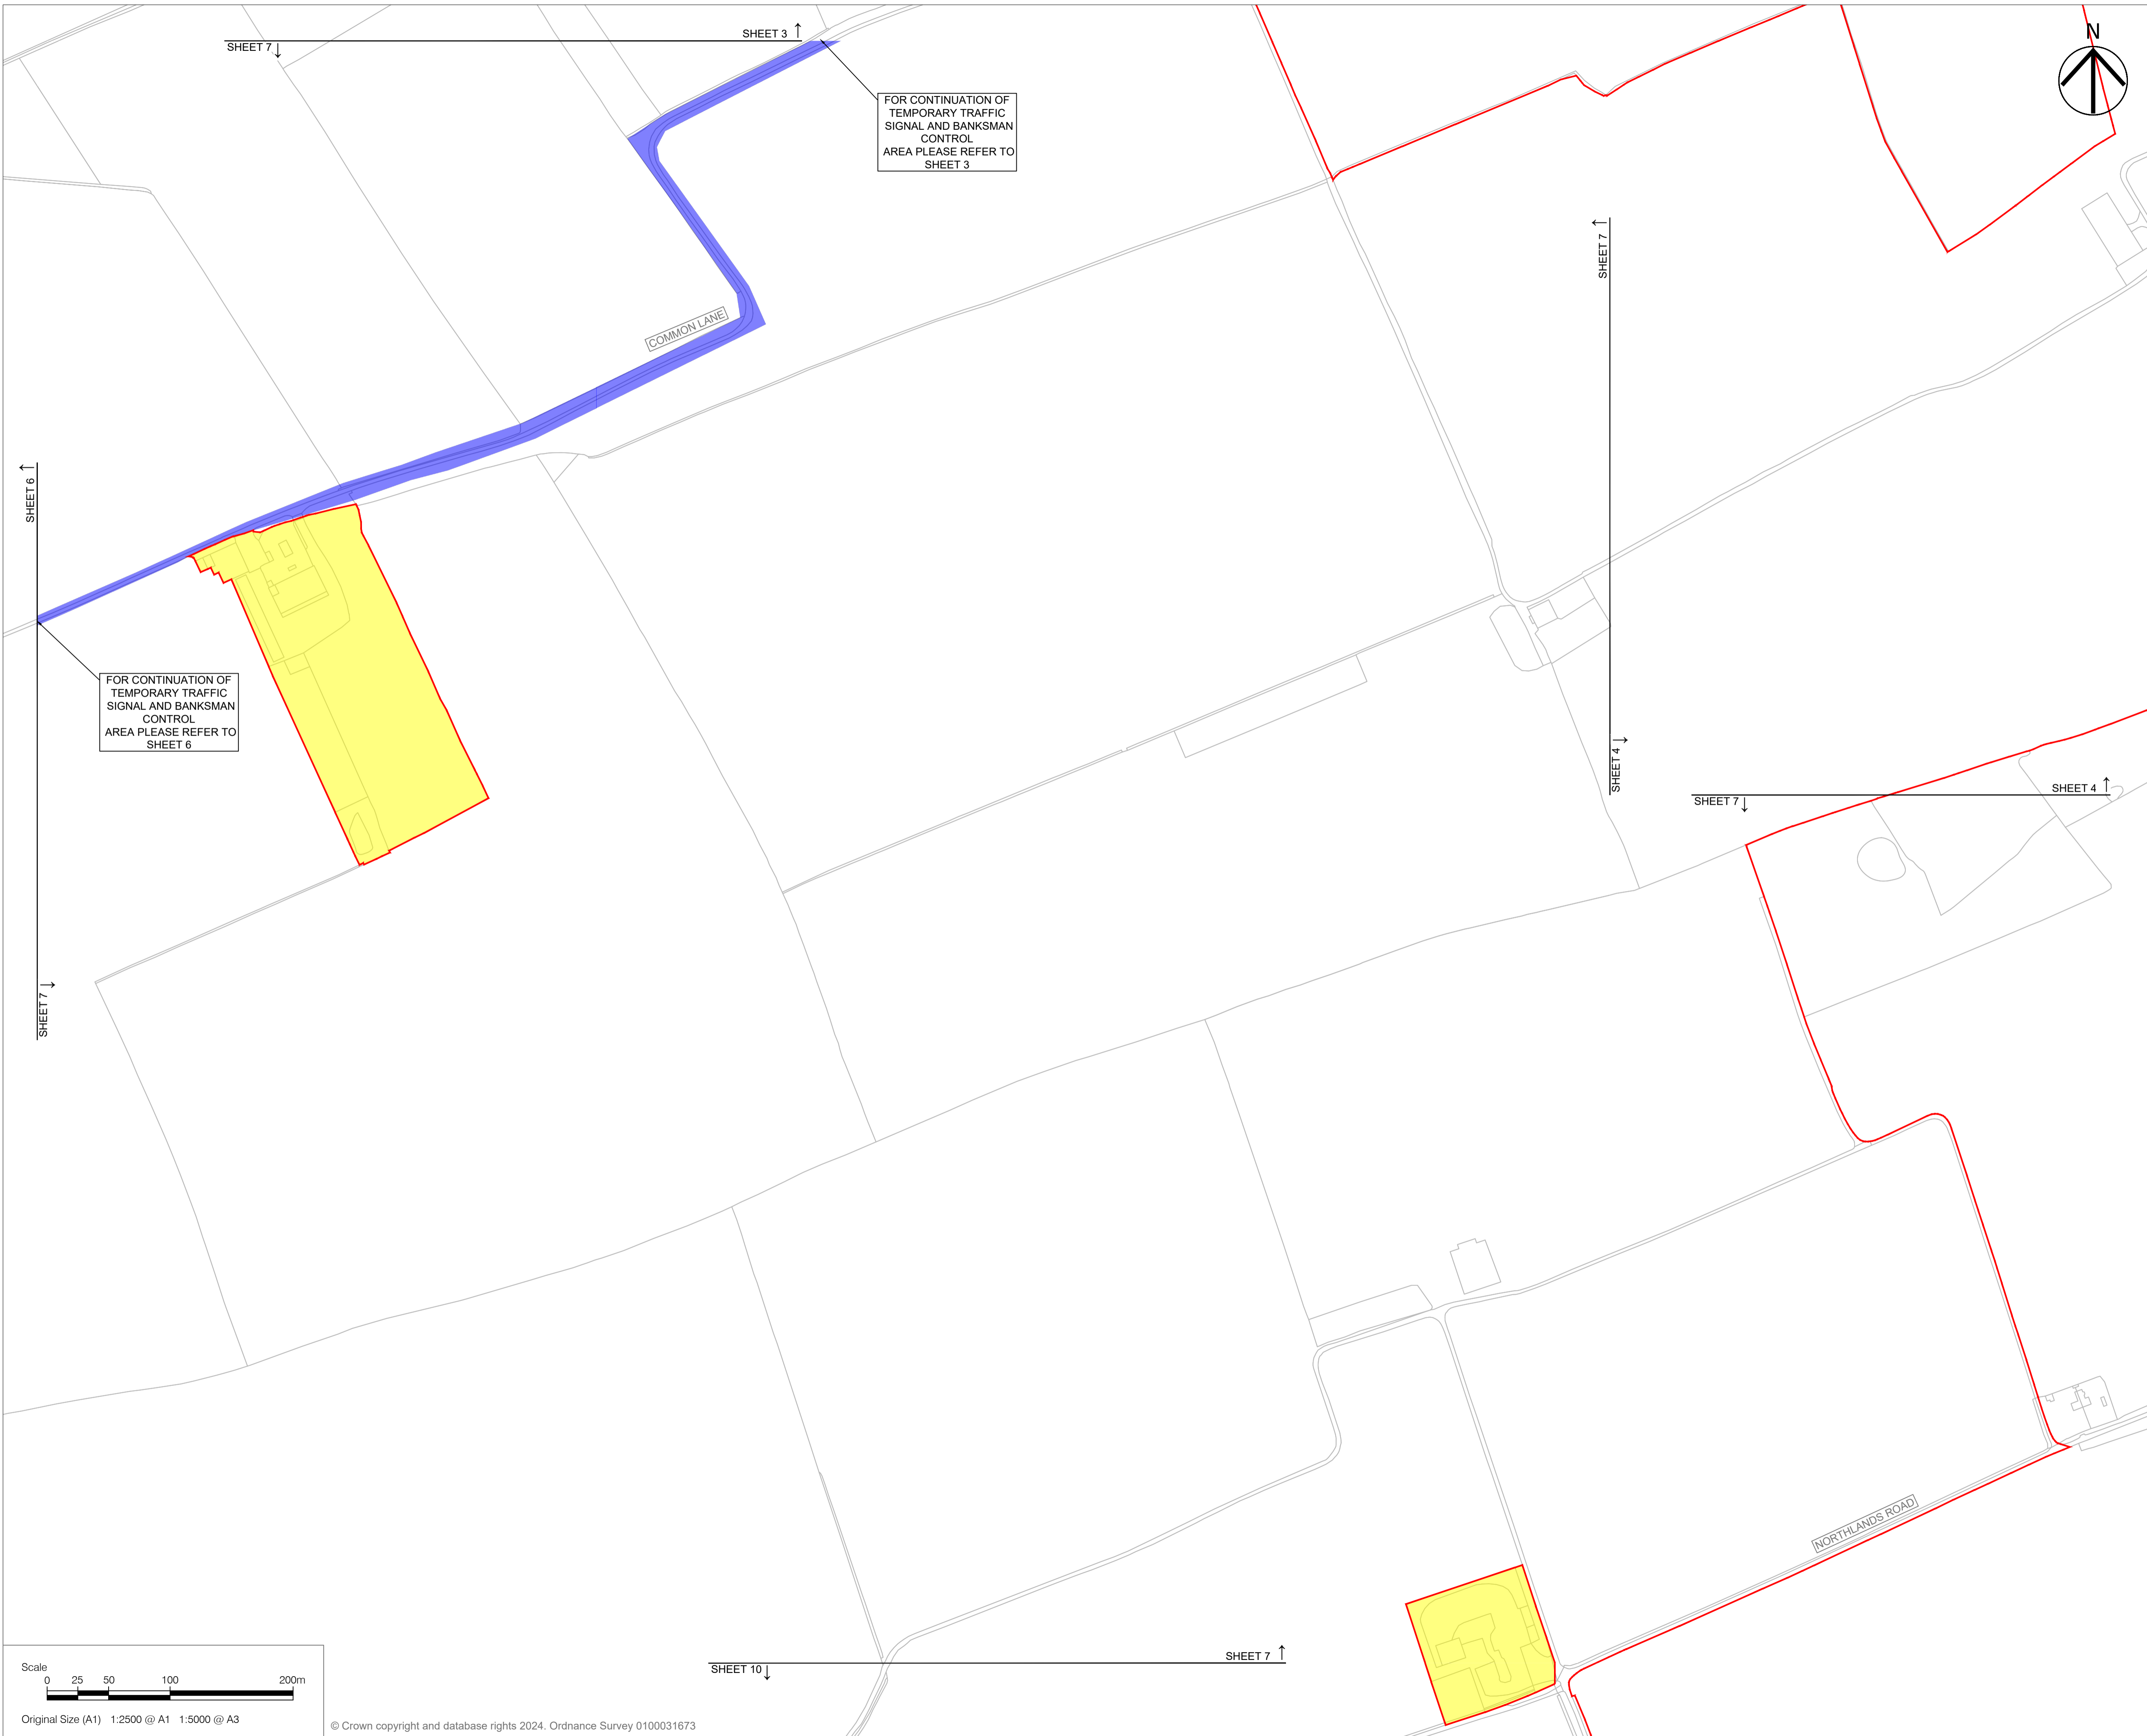 SHEET 3 ↑
SHEET 7 ↓
N
FOR CONTINUATION OF
TEMPORARY TRAFFIC
SIGNAL AND BANKSMAN
CONTROL
AREA PLEASE REFER TO
SHEET 3
← SHEET 7
COMMON LANE
← SHEET 6
FOR CONTINUATION OF
TEMPORARY TRAFFIC
SIGNAL AND BANKSMAN
CONTROL
AREA PLEASE REFER TO
SHEET 6
SHEET 4 →
SHEET 4 ↑
SHEET 7 ↓
SHEET 7 →
NORTHLANDS ROAD
SHEET 7 ↑
SHEET 10 ↓
Scale
0 25 50 100 200m
Original Size (A1) 1:2500 @ A1 1:5000 @ A3
© Crown copyright and database rights 2024. Ordnance Survey 0100031673